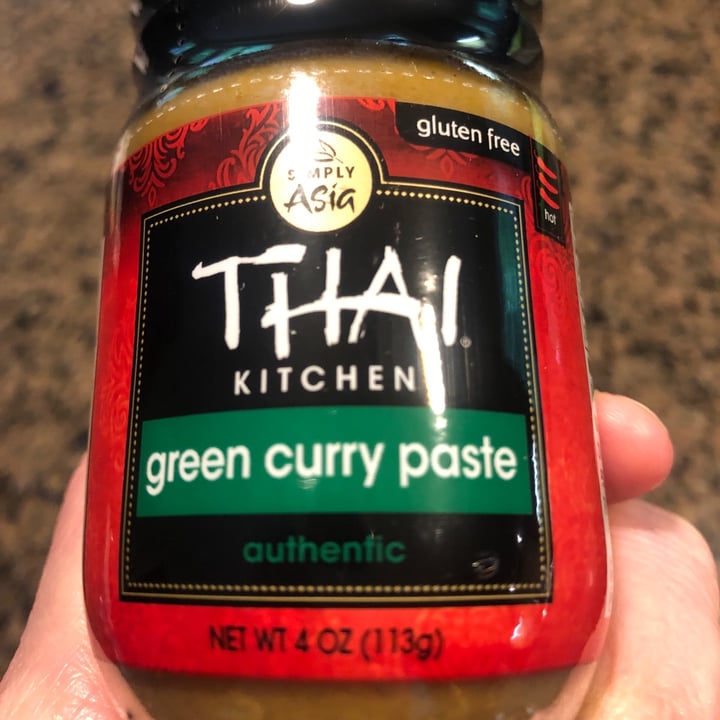 gluten free
hot
SIMPLY
Asia
THAI
KITCHEN
green curry paste
authentic
NET WT 4 OZ (113g)